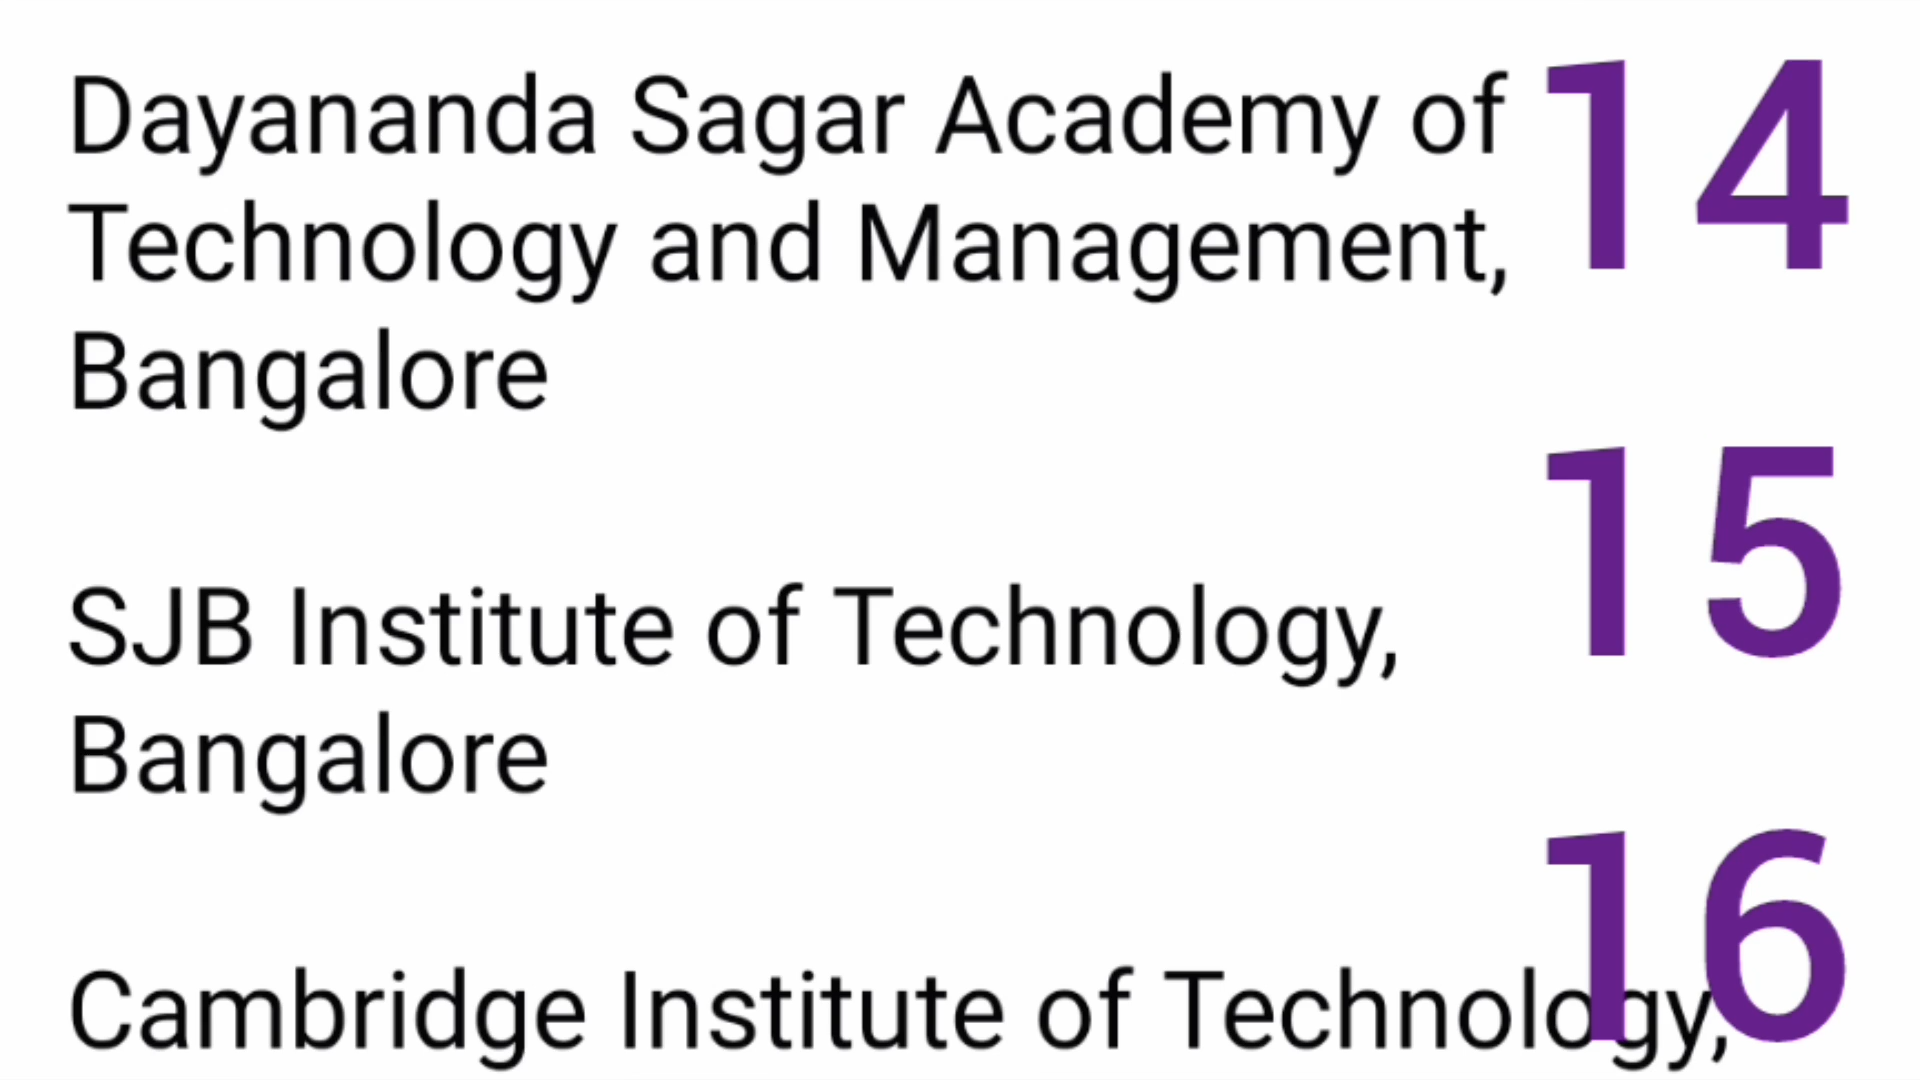 Dayananda Sagar Academy of 14
Technology and Management,
Bangalore
15
SJB Institute of Technology,
Bangalore
16
Cambridge Institute of Technology,